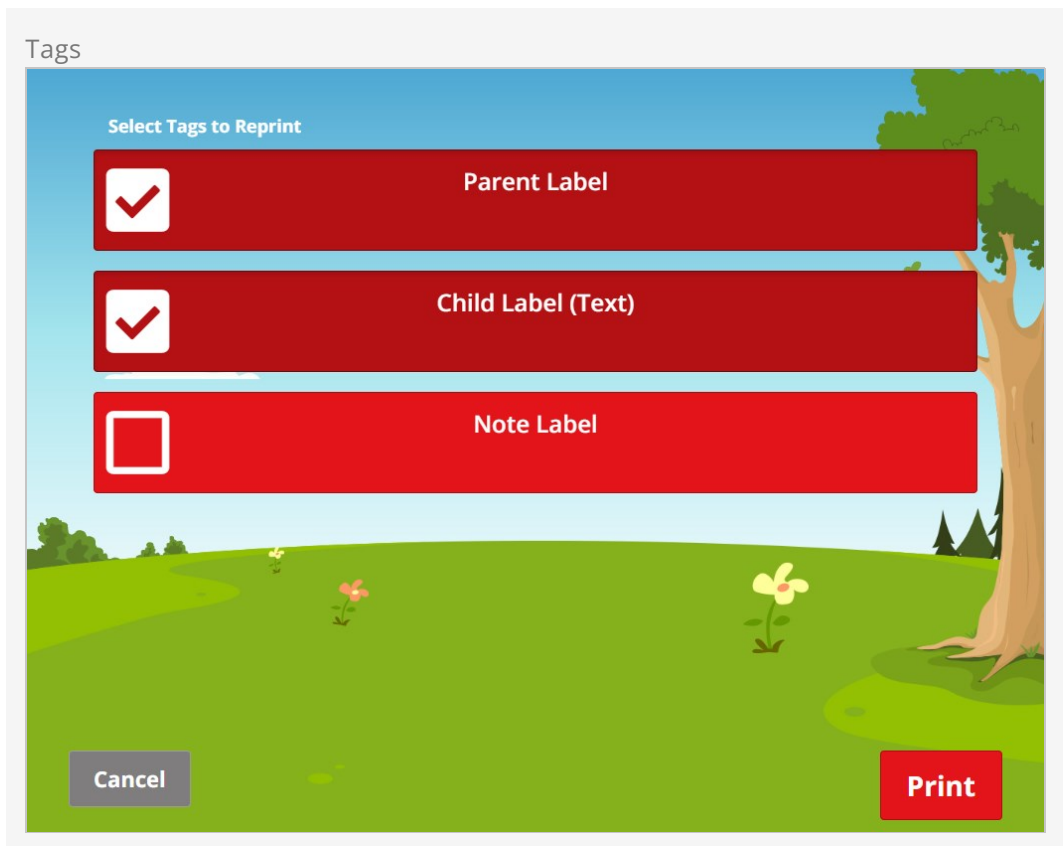 Tags
Select Tags to Reprint
Parent Label
Child Label (Text)
Note Label
Cancel
Print